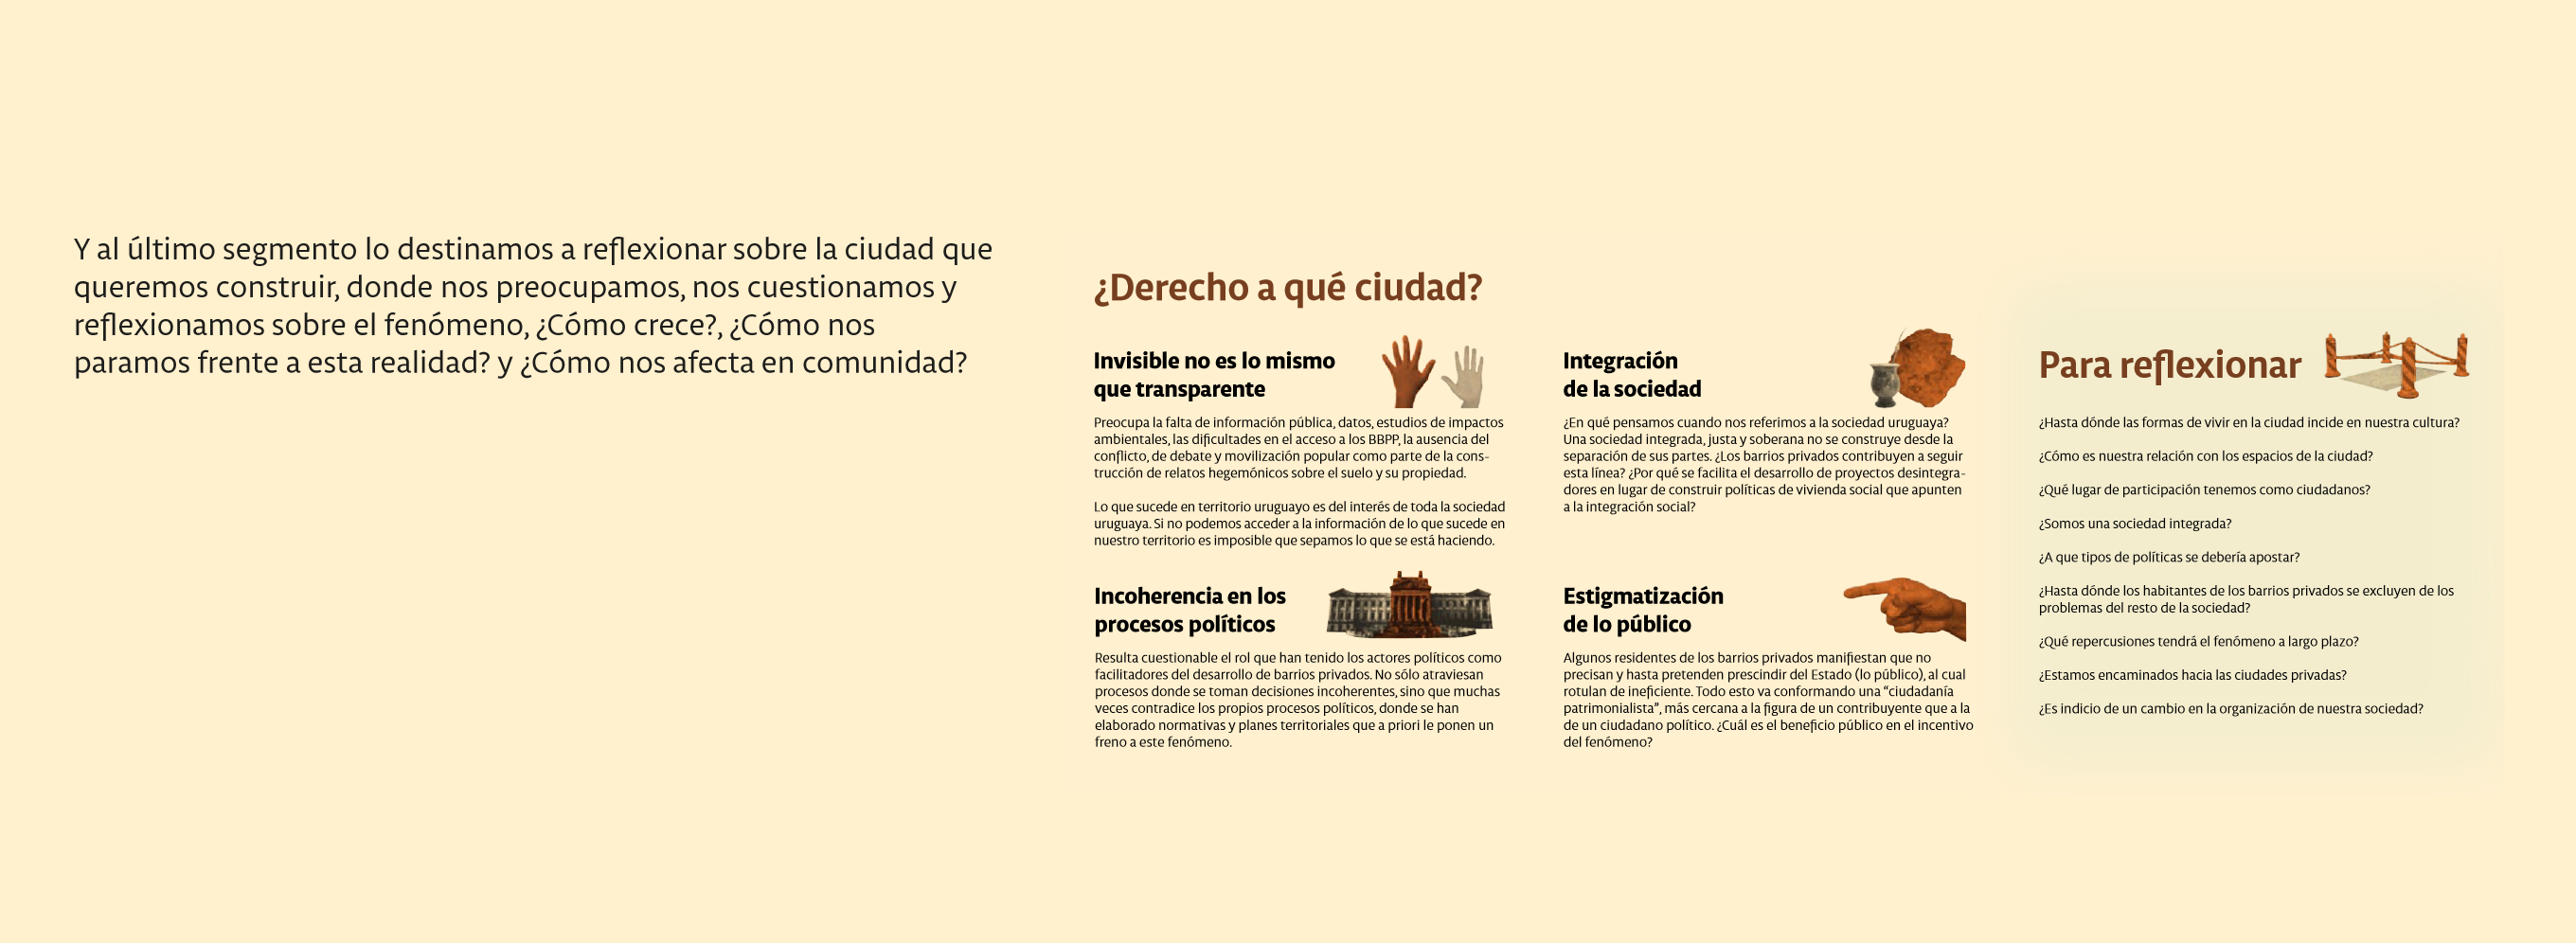 Y al último segmento lo destinamos a reflexionar sobre la ciudad que
queremos construir, donde nos preocupamos, nos cuestionamos y
reflexionamos sobre el fenómeno, ¿Cómo crece?, ¿Cómo nos
paramos frente a esta realidad? y ¿Cómo nos afecta en comunidad?
¿Derecho a qué ciudad?
Invisible no es lo mismo
que transparente
Preocupa la falta de información pública, datos, estudios de impactos
ambientales, las dificultades en el acceso a los BBPP, la ausencia del
conflicto, de debate y movilización popular como parte de la cons-
trucción de relatos hegemónicos sobre el suelo y su propiedad.
Lo que sucede en territorio uruguayo es del interés de toda la sociedad
uruguaya. Si no podemos acceder a la información de lo que sucede en
nuestro territorio es imposible que sepamos lo que se está haciendo.
Incoherencia en los
procesos políticos
Resulta cuestionable el rol que han tenido los actores políticos como
facilitadores del desarrollo de barrios privados. No sólo atraviesan
procesos donde se toman decisiones incoherentes, sino que muchas
veces contradice los propios procesos políticos, donde se han
elaborado normativas y planes territoriales que a priori le ponen un
freno a este fenómeno.
Integración
de la sociedad
¿En qué pensamos cuando nos referimos a la sociedad uruguaya?
Una sociedad integrada, justa y soberana no se construye desde la
separación de sus partes. ¿Los barrios privados contribuyen a seguir
esta línea? ¿Por qué se facilita el desarrollo de proyectos desintegra-
dores en lugar de construir políticas de vivienda social que apunten
a la integración social?
Estigmatización
de lo público
Algunos residentes de los barrios privados manifiestan que no
precisan y hasta pretenden prescindir del Estado (lo público), al cual
rotulan de ineficiente. Todo esto va conformando una “ciudadanía
patrimonialista”, más cercana a la figura de un contribuyente que a la
de un ciudadano político. ¿Cuál es el beneficio público en el incentivo
del fenómeno?
Para reflexionar
¿Hasta dónde las formas de vivir en la ciudad incide en nuestra cultura?
¿Cómo es nuestra relación con los espacios de la ciudad?
¿Qué lugar de participación tenemos como ciudadanos?
¿Somos una sociedad integrada?
¿A que tipos de políticas se debería apostar?
¿Hasta dónde los habitantes de los barrios privados se excluyen de los
problemas del resto de la sociedad?
¿Qué repercusiones tendrá el fenómeno a largo plazo?
¿Estamos encaminados hacia las ciudades privadas?
¿Es indicio de un cambio en la organización de nuestra sociedad?